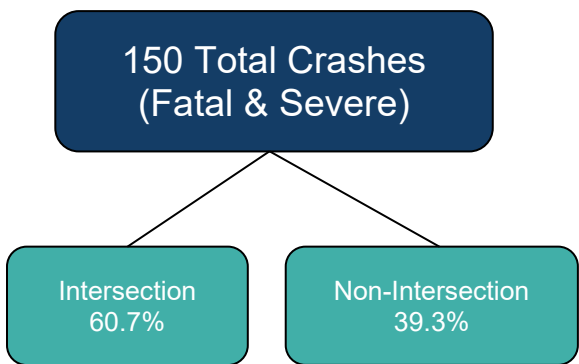 150 Total Crashes
(Fatal & Severe)
Intersection
60.7%
Non-Intersection
39.3%